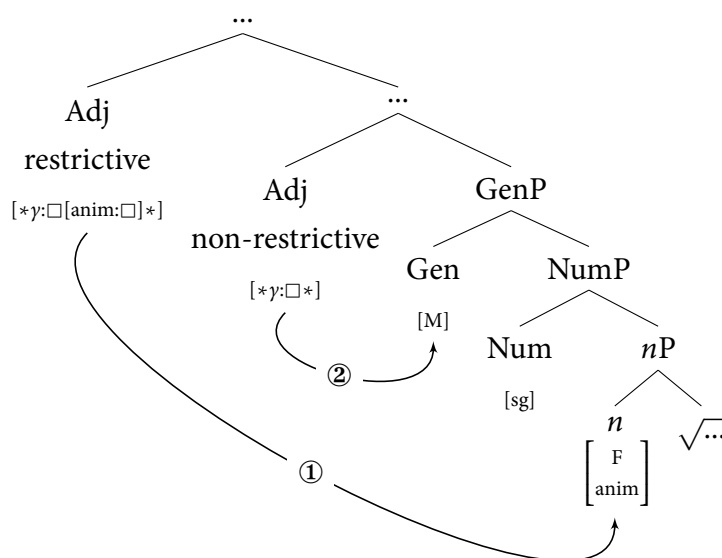 ...
Adj
restrictive
[∗γ:□[anim:□]∗]
...
Adj
non-restrictive
[∗γ:□∗]
GenP
Gen
[M]
NumP
Num
[sg]
nP
n
F
anim
√...
②
①